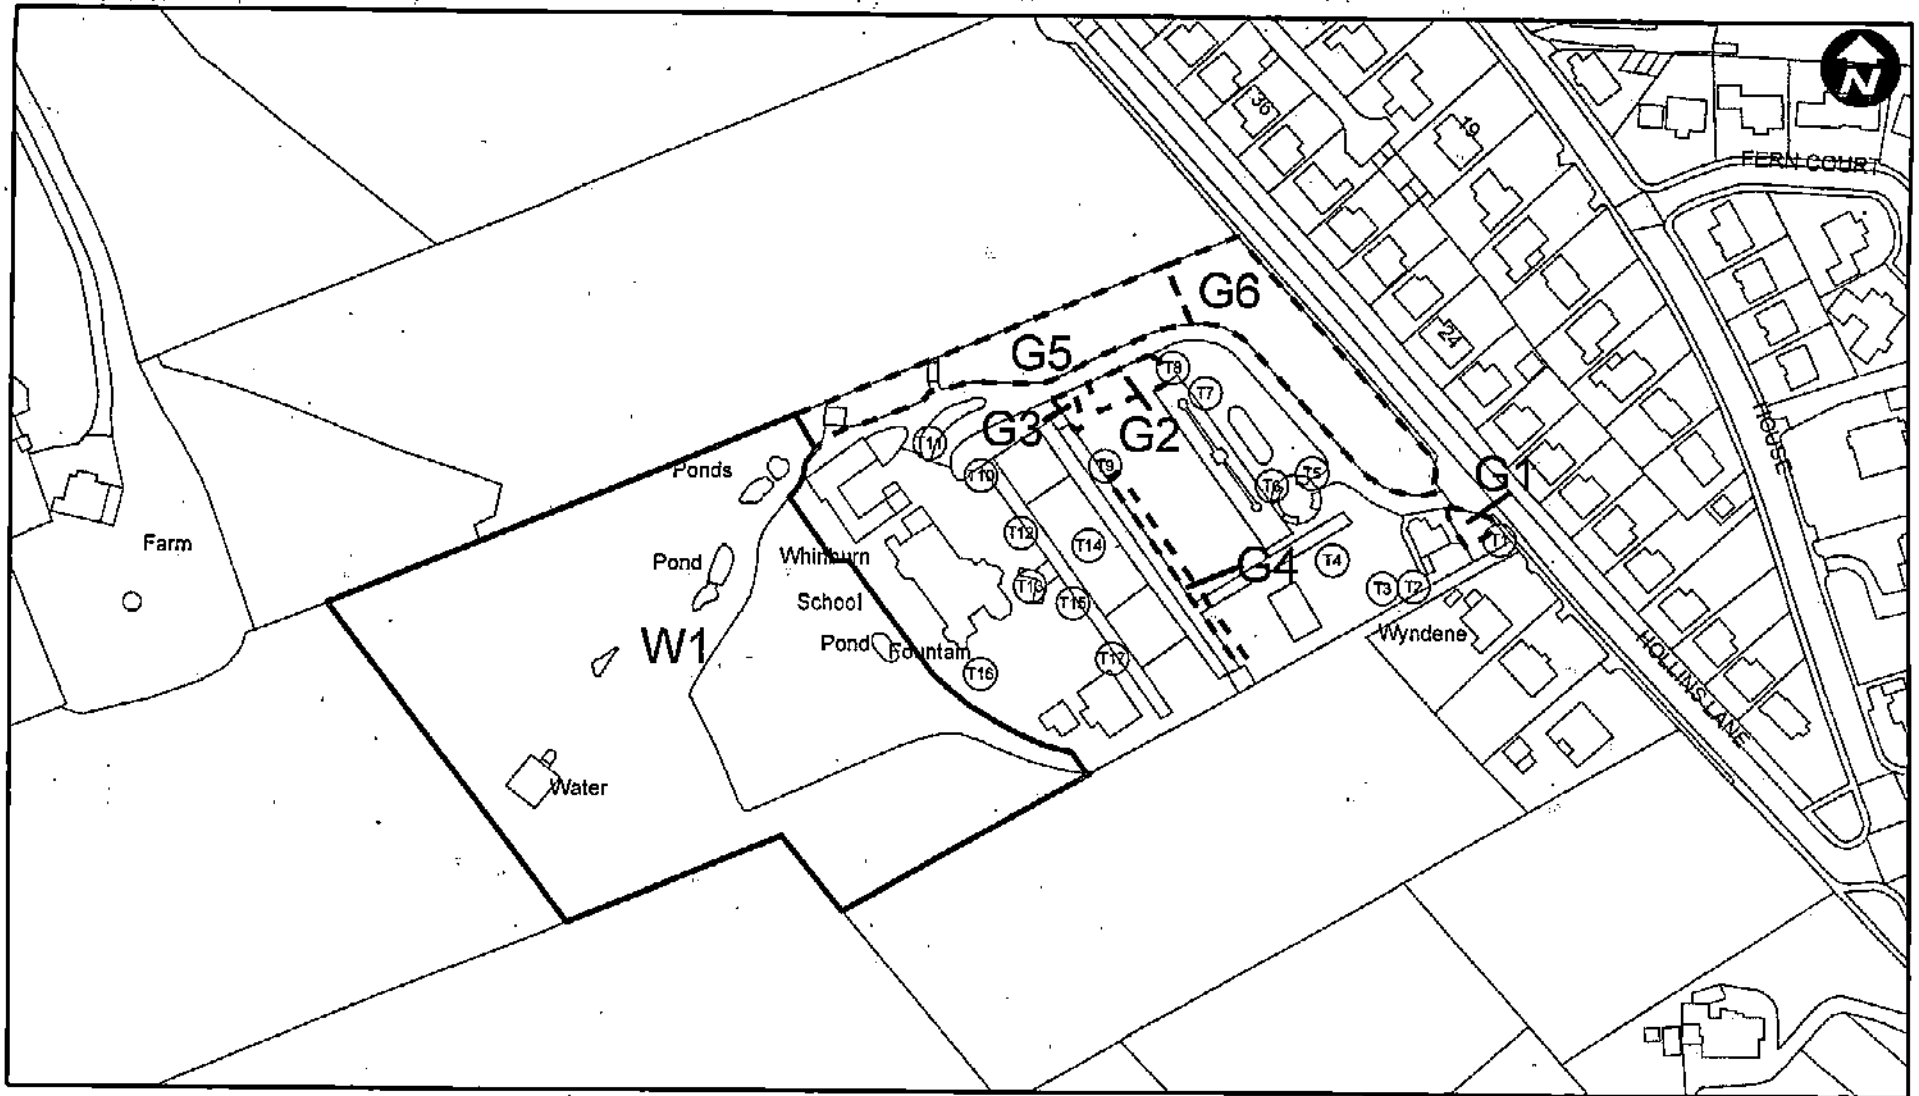 N
36
19
FERN COURT
G6
24
G5
T8
T7
HOUSE
G3
G2
T11
T10
T9
T6
T5
G1
Ponds
T12
T14
T1
Farm
Pond
Whinburn
G4
T4
T13
T15
T3
T2
School
Wyndene
W1
Pond
Fountain
T16
T17
HOLLINS LANE
Water